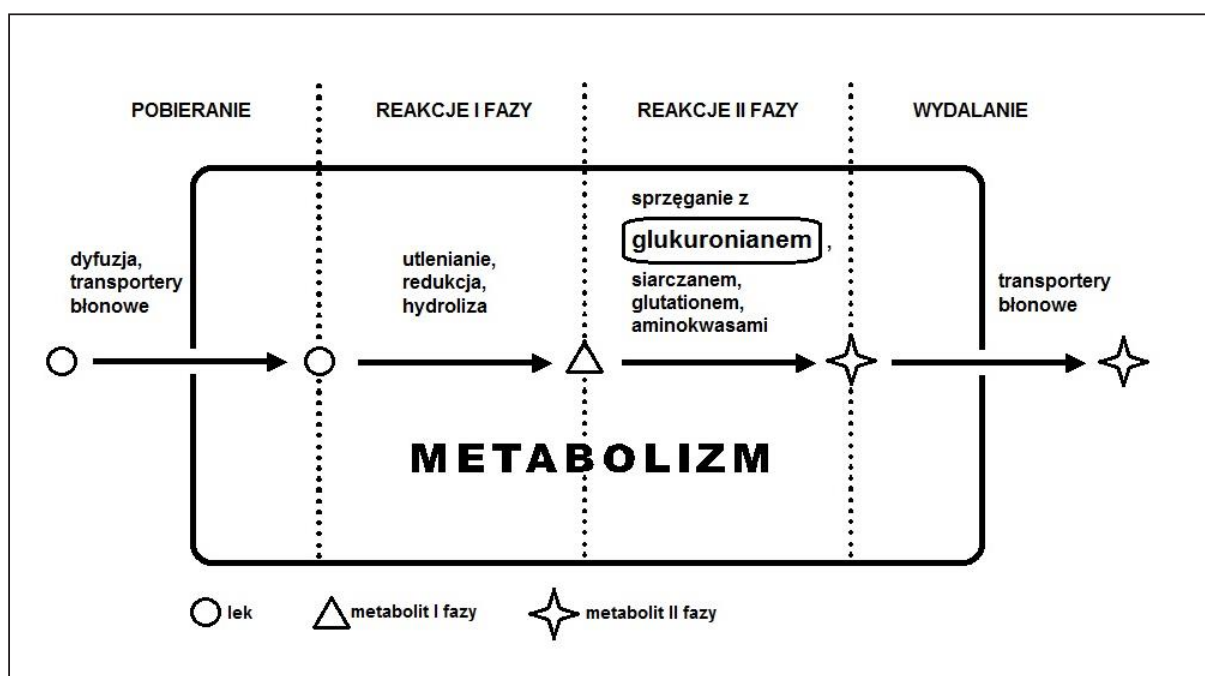 POBIERANIE
REAKCJE I FAZY
REAKCJE II FAZY
WYDALANIE
dyfuzja,
transportery
błonowe
utlenianie,
redukcja,
hydroliza
sprzęganie z
glukuronianem ,
siarczanem,
glutationem,
aminokwasami
transportery
błonowe
METABOLIZM
lek
metabolit I fazy
metabolit II fazy